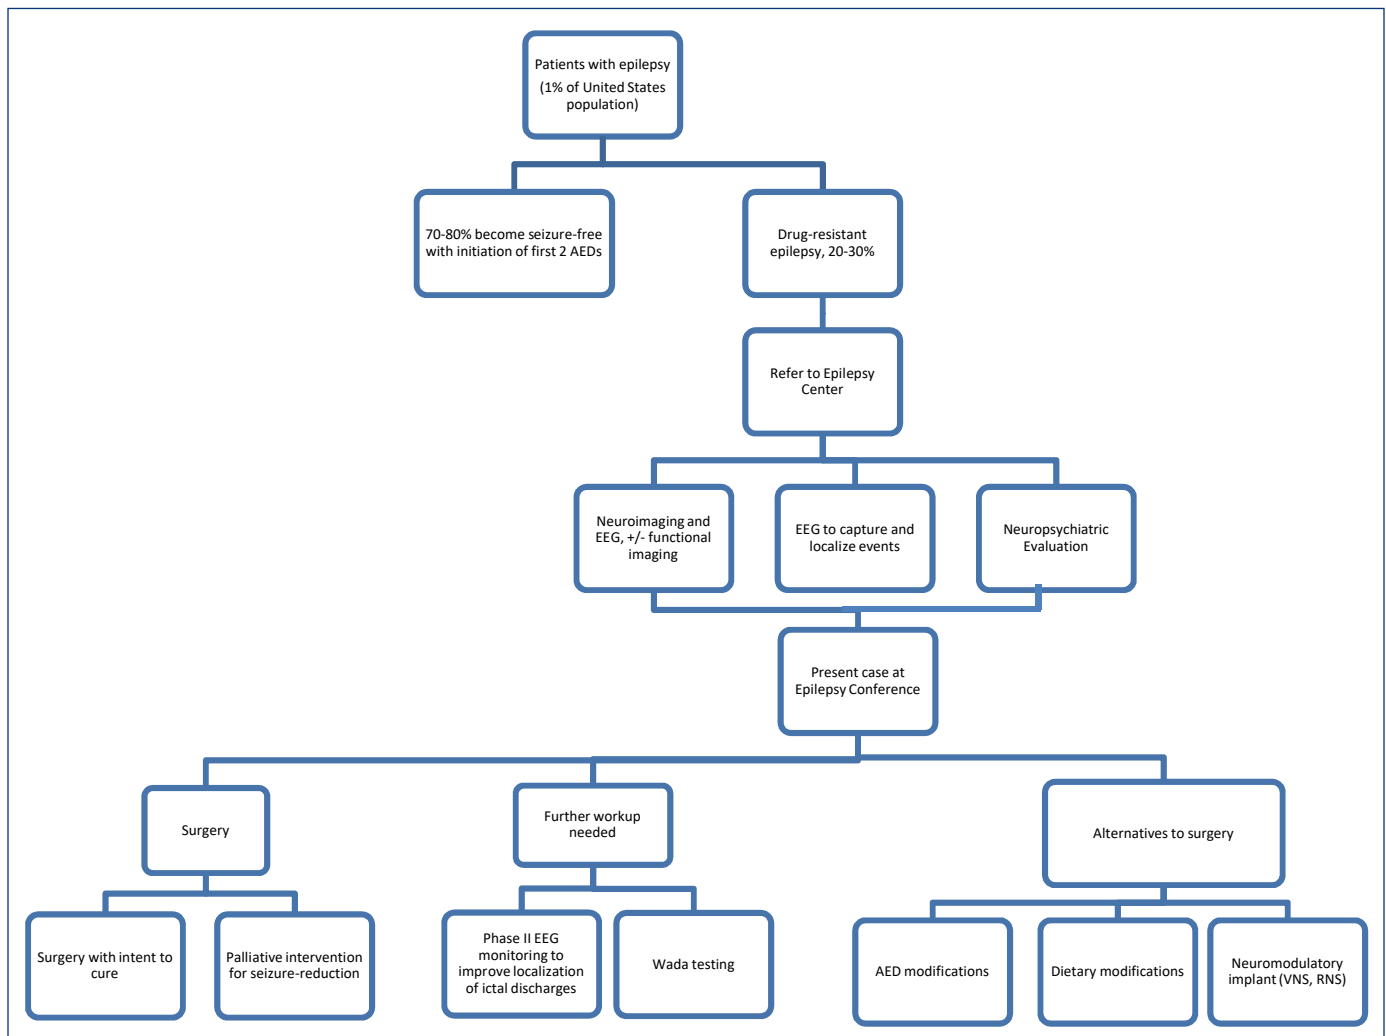 Patients with epilepsy
(1% of United States
population)
70-80% become seizure-free
with initiation of first 2 AEDs
Drug-resistant
epilepsy, 20-30%
Refer to Epilepsy
Center
Neuroimaging and
EEG, +/- functional
imaging
EEG to capture and
localize events
Neuropsychiatric
Evaluation
Present case at
Epilepsy Conference
Surgery
Further workup
needed
Alternatives to surgery
Surgery with intent to
cure
Palliative intervention
for seizure-reduction
Phase II EEG
monitoring to
improve localization
of ictal discharges
Wada testing
AED modifications
Dietary modifications
Neuromodulatory
implant (VNS, RNS)